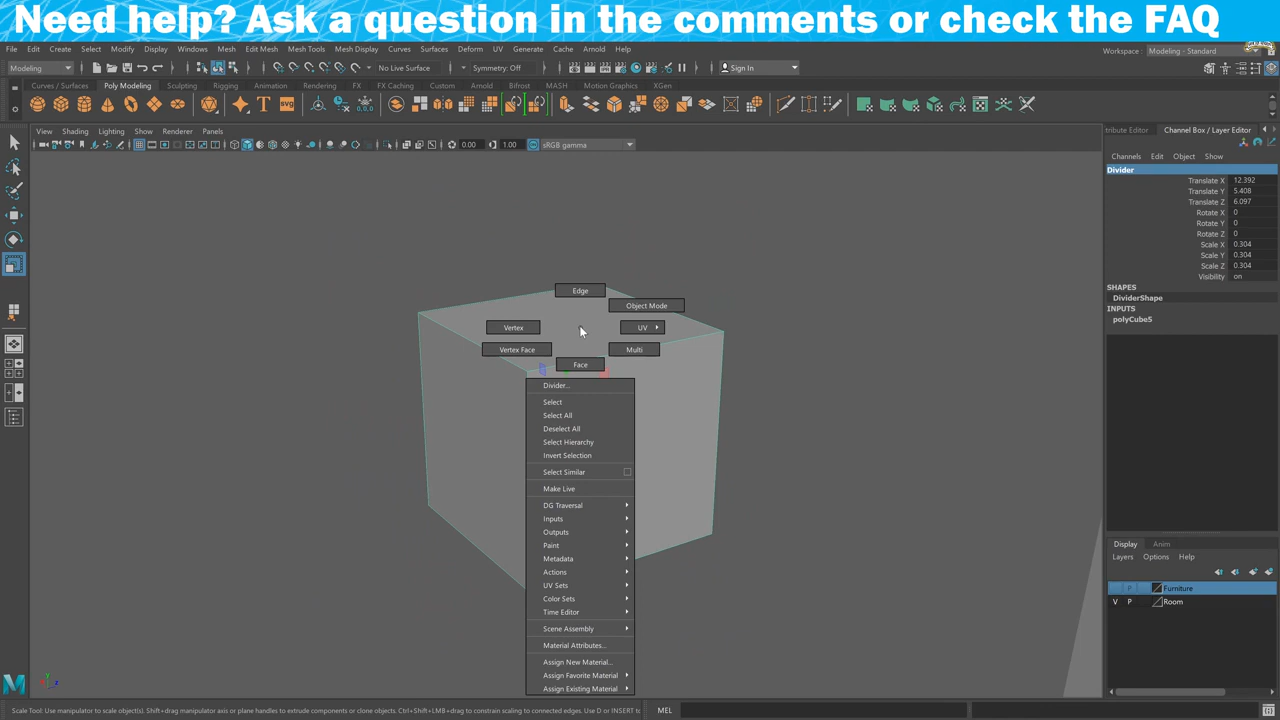 Need help? Ask a question in the comments or check the FAQ
File Edit Create Select Modify Display Windows Mesh Edit Mesh Mesh Tools Mesh Display Curves Surfaces Deform UV Generate Cache Arnold Help
Workspace: Modeling - Standard
Modeling No Live Surface Symmetry: Off Sign In
Curves / Surfaces Poly Modeling Sculpting Rigging Animation Rendering FX FX Caching Custom Arnold Bifrost MASH Motion Graphics XGen
View Shading Lighting Show Renderer Panels
tribute Editor Channel Box / Layer Editor
0.00 1.00 sRGB gamma
Channels Edit Object Show
Divider
Translate X 12.392
Translate Y 5.408
Translate Z 6.097
Rotate X 0
Rotate Y 0
Rotate Z 0
Scale X 0.304
Scale Y 0.304
Scale Z 0.304
Visibility on
SHAPES
DividerShape
INPUTS
polyCube5
Edge
Object Mode
Vertex
UV
Vertex Face
Multi
Face
Divider...
Select
Select All
Deselect All
Select Hierarchy
Invert Selection
Select Similar
Make Live
DG Traversal
Inputs
Outputs
Paint
Metadata
Actions
UV Sets
Color Sets
Time Editor
Scene Assembly
Material Attributes...
Assign New Material...
Assign Favorite Material
Assign Existing Material
Display Anim
Layers Options Help
P Furniture
V P Room
Scale Tool: Use manipulator to scale object(s). Shift+drag manipulator axis or plane handles to extrude components or clone objects. Ctrl+Shift+LMB+drag to constrain scaling to connected edges. Use D or INSERT to
MEL